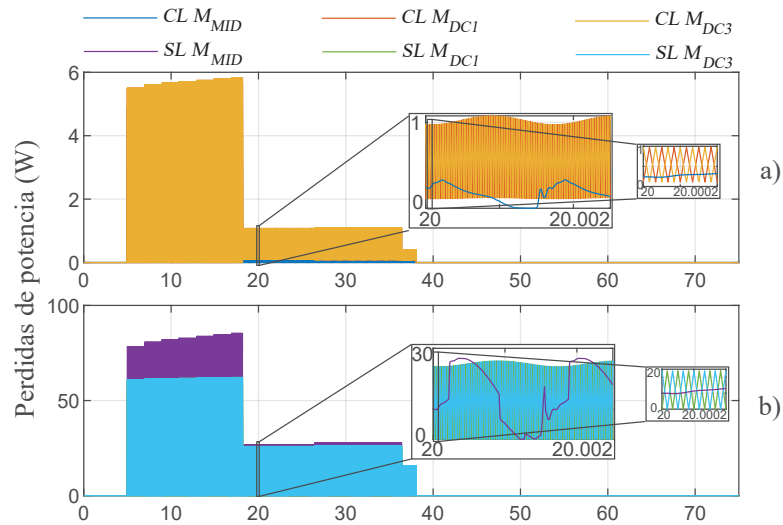 CL M_MID CL M_DC1 CL M_DC3
SL M_MID SL M_DC1 SL M_DC3
Perdidas de potencia (W)
6
4
2
0
0 10 20 30 40 50 60 70
1
0
20 20.002
1
0
20 20.0002
a)
100
50
0
0 10 20 30 40 50 60 70
30
0
20 20.002
20
0
20 20.0002
b)